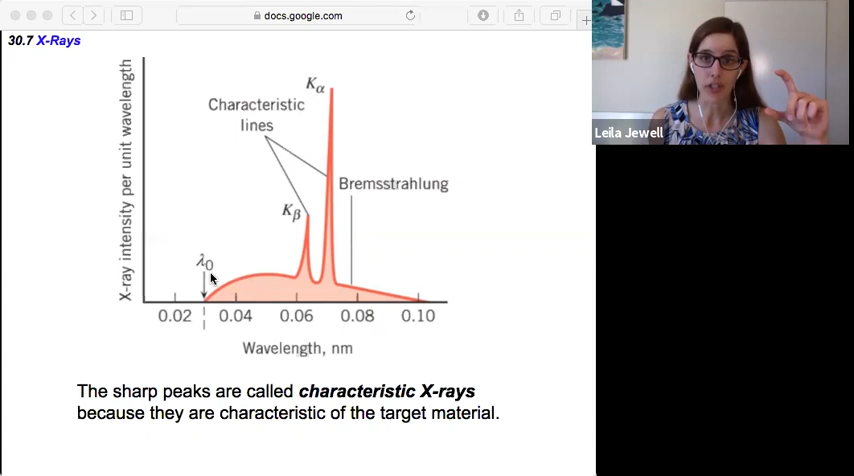 docs.google.com
30.7 X-Rays
X-ray intensity per unit wavelength
Characteristic
lines
Kα
Kβ
Bremsstrahlung
λ0
0.02 0.04 0.06 0.08 0.10
Wavelength, nm
The sharp peaks are called characteristic X-rays
because they are characteristic of the target material.
Leila Jewell